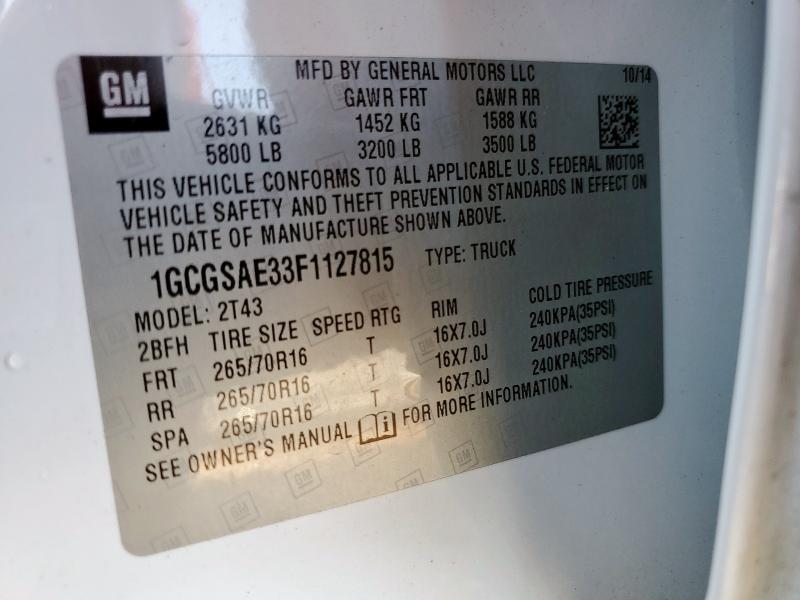 GM
MFD BY GENERAL MOTORS LLC 10/14
GVWR GAWR FRT GAWR RR
2631 KG 1452 KG 1588 KG
5800 LB 3200 LB 3500 LB
THIS VEHICLE CONFORMS TO ALL APPLICABLE U.S. FEDERAL MOTOR
VEHICLE SAFETY AND THEFT PREVENTION STANDARDS IN EFFECT ON
THE DATE OF MANUFACTURE SHOWN ABOVE.
1GCGSAE33F1127815 TYPE: TRUCK
MODEL: 2T43
2BFH TIRE SIZE SPEED RTG RIM COLD TIRE PRESSURE
FRT 265/70R16 T 16X7.0J 240KPA(35PSI)
RR 265/70R16 T 16X7.0J 240KPA(35PSI)
SPA 265/70R16 T 16X7.0J 240KPA(35PSI)
SEE OWNER'S MANUAL FOR MORE INFORMATION.